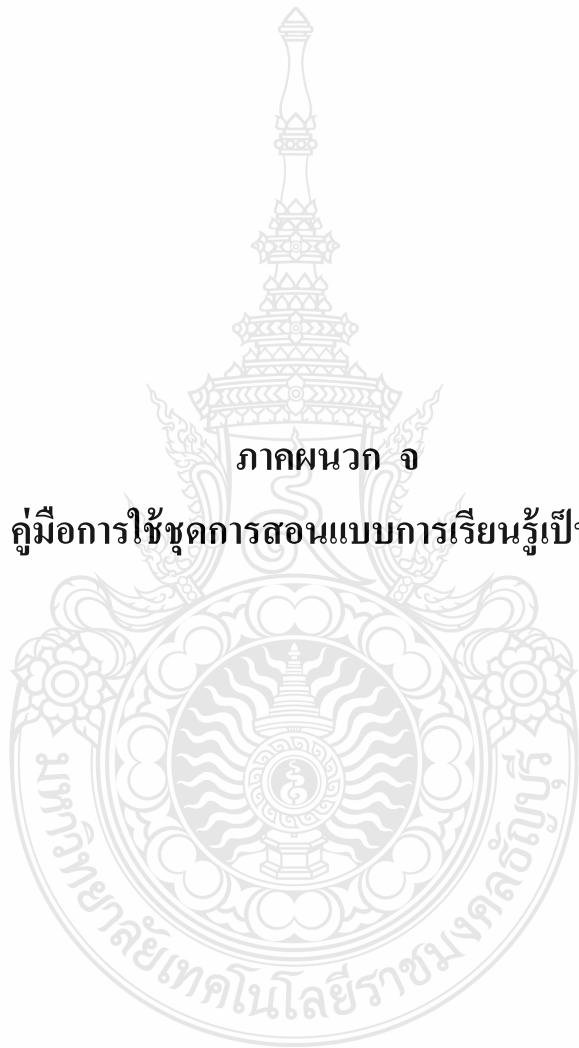 ภาคผนวก จ
คู่มือการใช้ชุดการสอนแบบการเรียนรู้
มหาวิทยาลัยเทคโนโลยีราชมงคลธัญบุรี